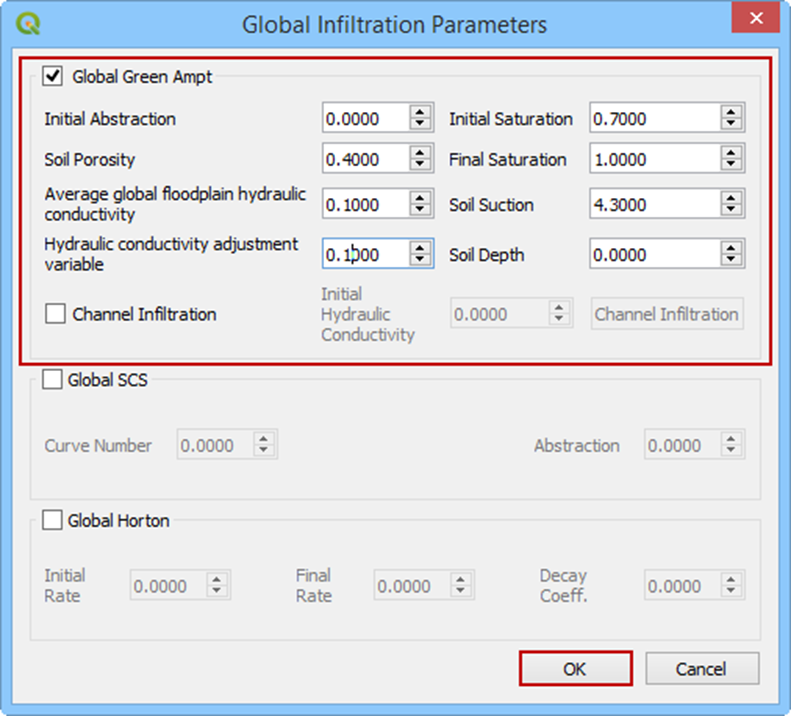 Global Infiltration Parameters
Global Green Ampt
Initial Abstraction 0.0000 Initial Saturation 0.7000
Soil Porosity 0.4000 Final Saturation 1.0000
Average global floodplain hydraulic
conductivity 0.1000 Soil Suction 4.3000
Hydraulic conductivity adjustment
variable 0.1000 Soil Depth 0.0000
Channel Infiltration
Initial
Hydraulic
Conductivity
0.0000 Channel Infiltration
Global SCS
Curve Number 0.0000 Abstraction 0.0000
Global Horton
Initial
Rate
0.0000
Final
Rate
0.0000
Decay
Coeff.
0.0000
OK Cancel